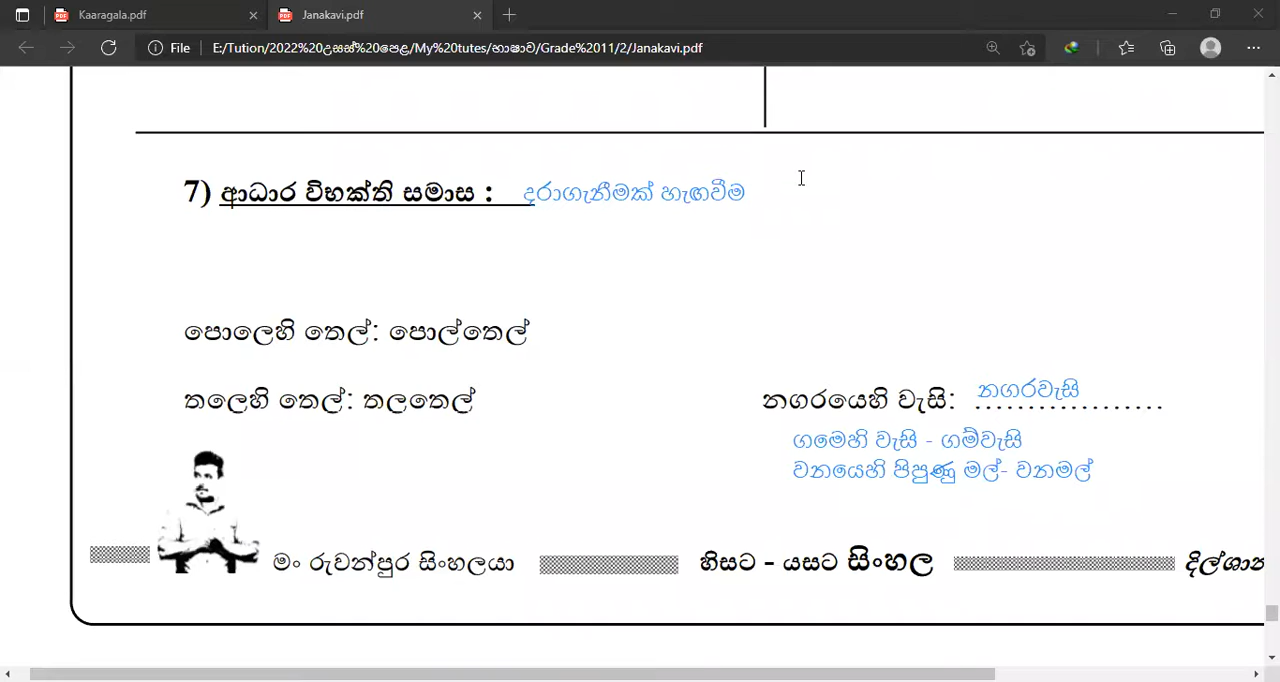 Kaaragala.pdf
Janakavi.pdf
File E:/Tution/2022%20උසස්%20පෙළ/My%20tutes/භාෂාව/Grade%2011/2/Janakavi.pdf
7) ආධාර විභක්ති සමාස : දරාගැනීමක් හැඟවීම
පොලෙහි තෙල්: පොල්තෙල්
තලෙහි තෙල්: තලතෙල්
නගරයෙහි වැසි: නගරවැසි
ගමෙහි වැසි - ගම්වැසි
වනයෙහි පිපුණු මල්- වනමල්
මං රුවන්පුර සිංහලයා හිසට - යසට සිංහල දිල්ශාන